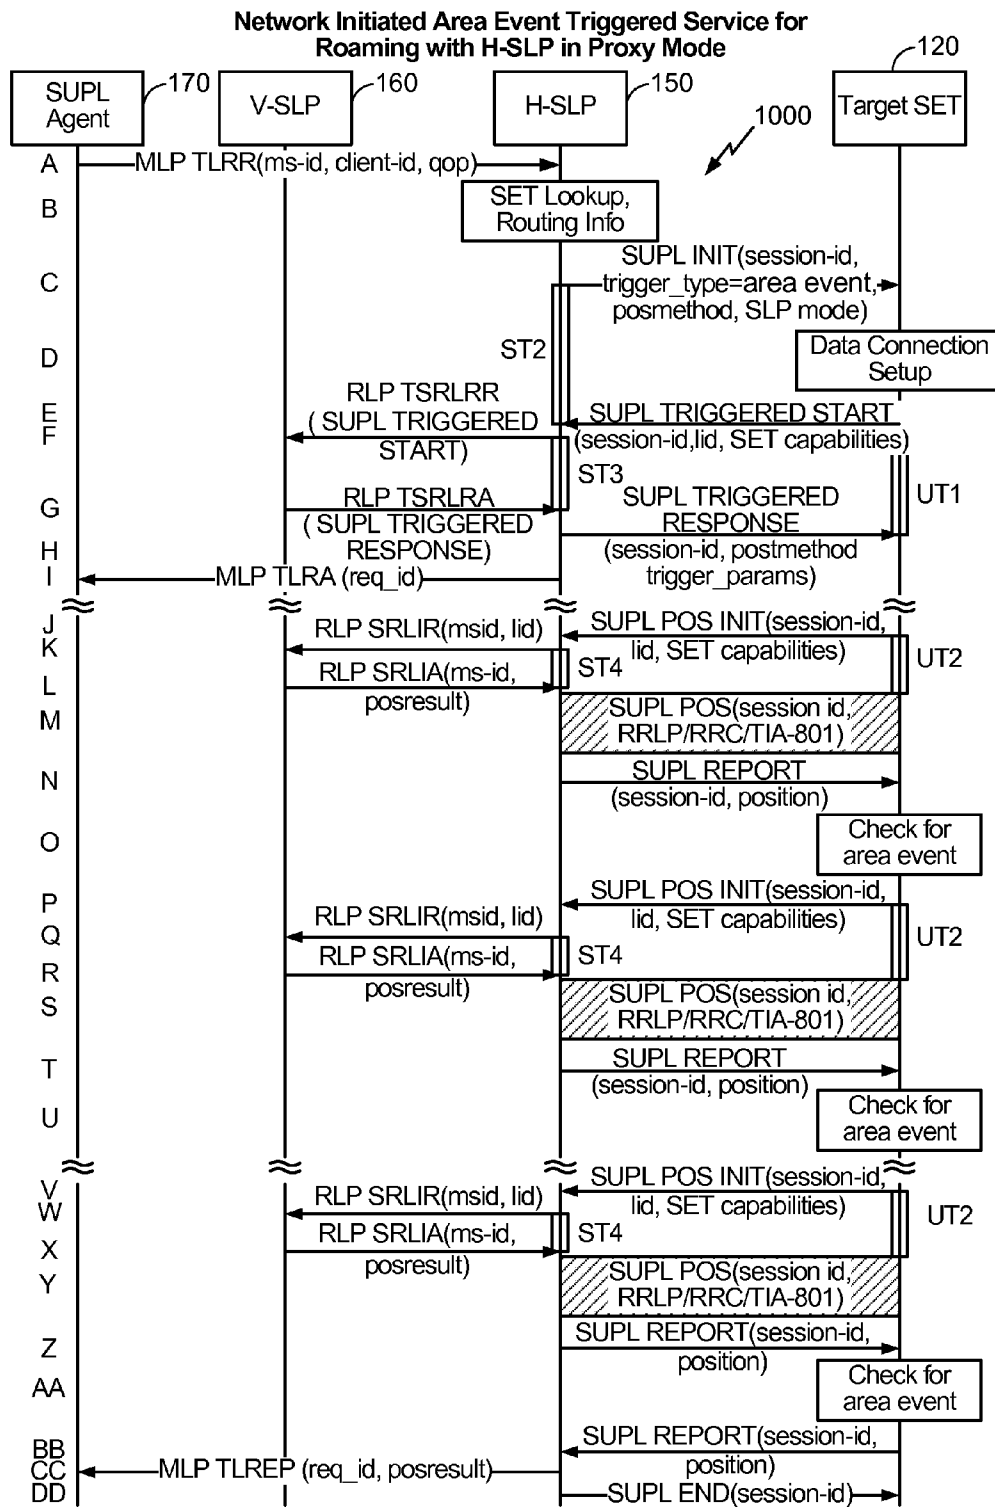 Network Initiated Area Event Triggered Service for
Roaming with H-SLP in Proxy Mode
SUPL
Agent
170
V-SLP
160
H-SLP
150
Target SET
120
1000
A
MLP TLRR(ms-id, client-id, qop)
B
SET Lookup,
Routing Info
C
SUPL INIT(session-id,
trigger_type=area event,
posmethod, SLP mode)
ST2
D
Data Connection
Setup
E
SUPL TRIGGERED START
(session-id,lid, SET capabilities)
F
RLP TSRLRR
( SUPL TRIGGERED
START)
ST3
UT1
G
RLP TSRLRA
( SUPL TRIGGERED
RESPONSE)
H
SUPL TRIGGERED
RESPONSE
(session-id, postmethod
trigger_params)
I
MLP TLRA (req_id)
J
SUPL POS INIT(session-id,
lid, SET capabilities)
UT2
K
RLP SRLIR(msid, lid)
ST4
L
RLP SRLIA(ms-id,
posresult)
M
SUPL POS(session id,
RRLP/RRC/TIA-801)
N
SUPL REPORT
(session-id, position)
O
Check for
area event
P
SUPL POS INIT(session-id,
lid, SET capabilities)
UT2
Q
RLP SRLIR(msid, lid)
ST4
R
RLP SRLIA(ms-id,
posresult)
S
SUPL POS(session id,
RRLP/RRC/TIA-801)
T
SUPL REPORT
(session-id, position)
U
Check for
area event
V
SUPL POS INIT(session-id,
lid, SET capabilities)
UT2
W
RLP SRLIR(msid, lid)
ST4
X
RLP SRLIA(ms-id,
posresult)
Y
SUPL POS(session id,
RRLP/RRC/TIA-801)
Z
SUPL REPORT(session-id,
position)
AA
Check for
area event
BB
SUPL REPORT(session-id,
position)
CC
MLP TLREP (req_id, posresult)
DD
SUPL END(session-id)